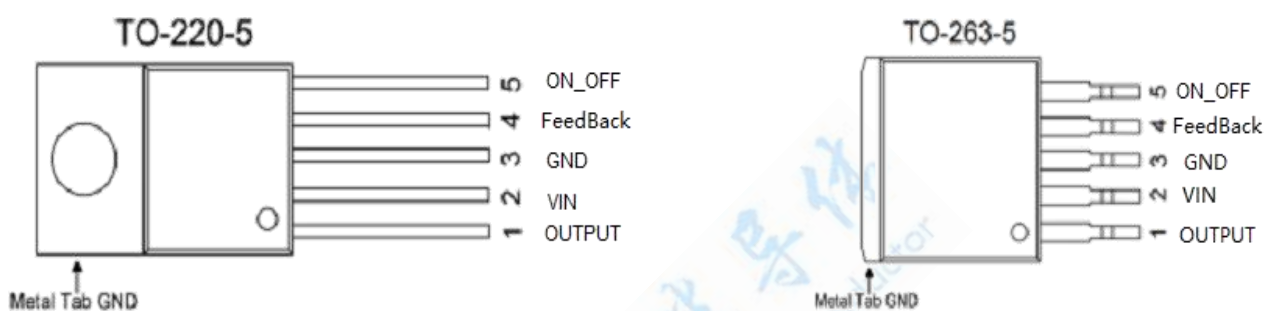 TO-220-5
5 ON_OFF
4 FeedBack
3 GND
2 VIN
1 OUTPUT
Metal Tab GND
TO-263-5
5 ON_OFF
4 FeedBack
3 GND
2 VIN
1 OUTPUT
Metal Tab GND